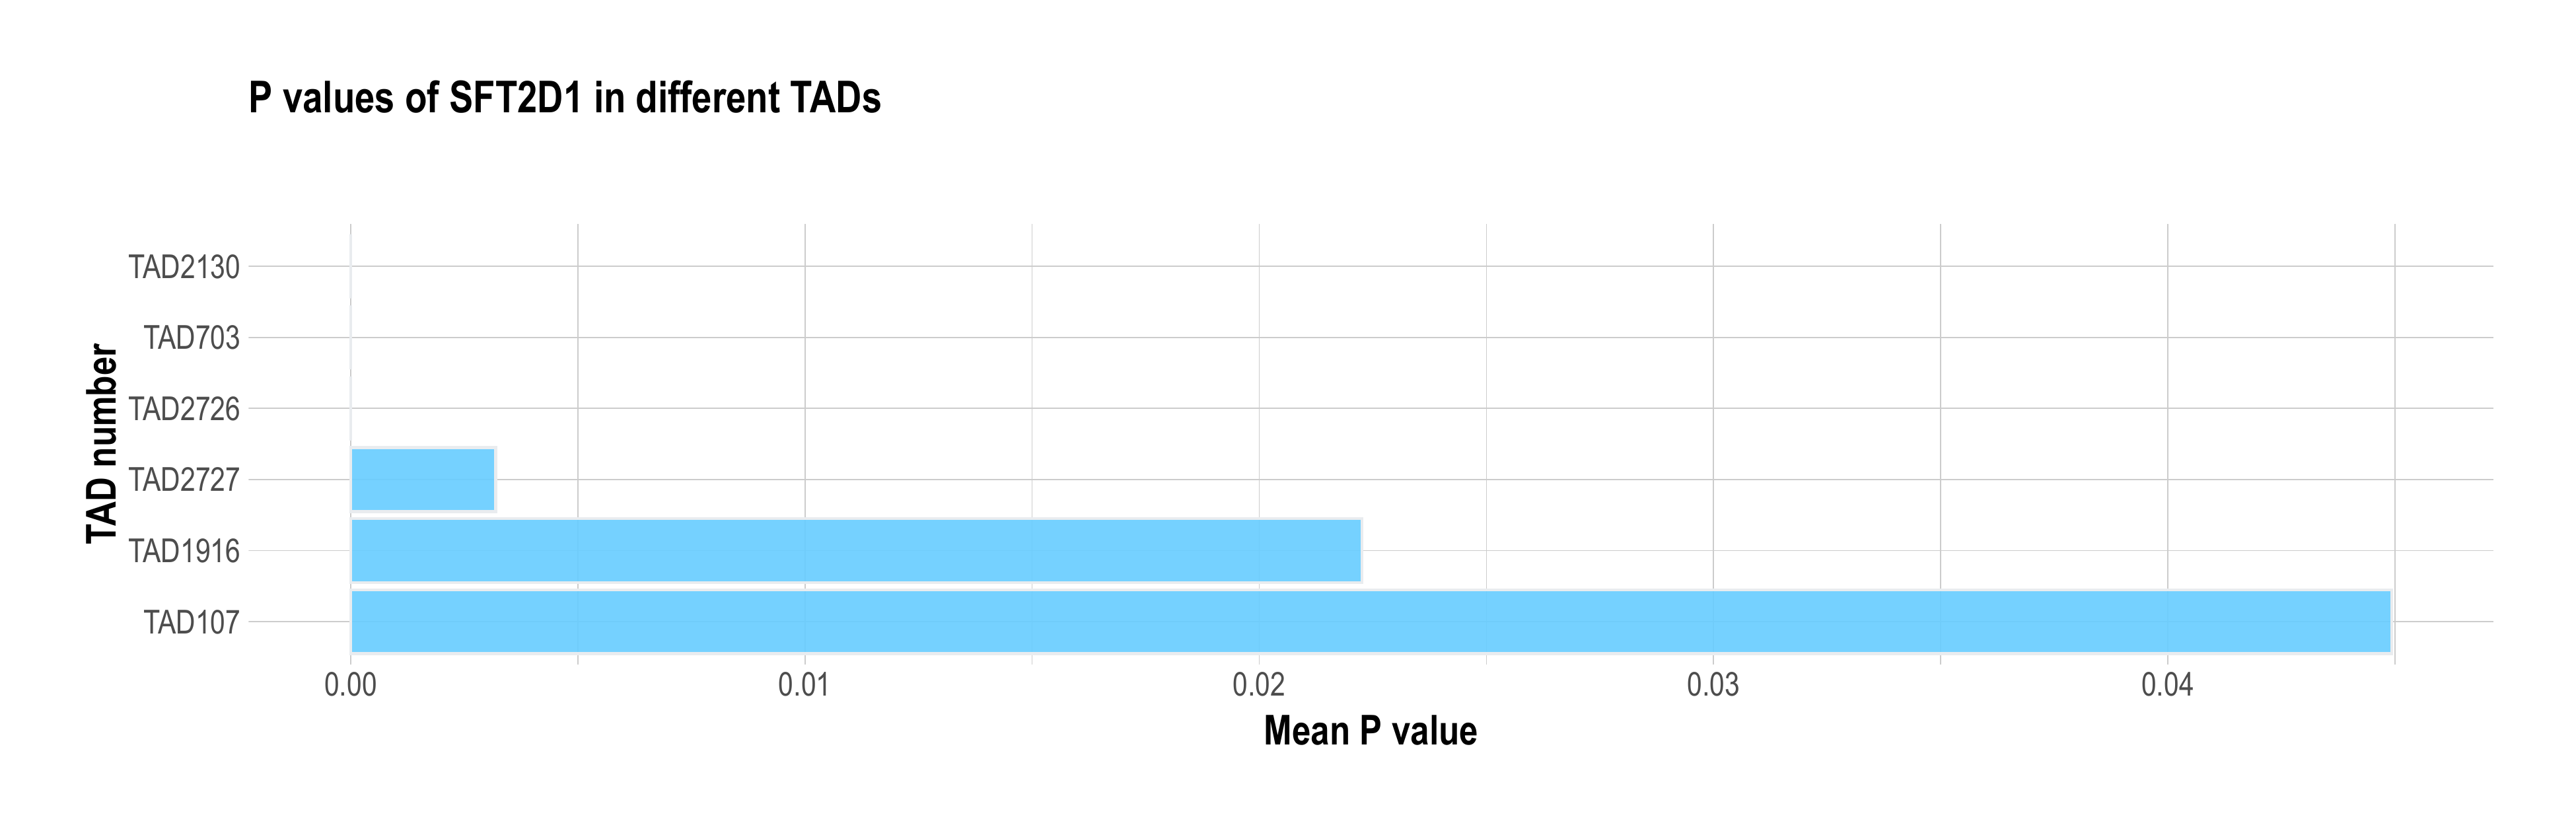 P values of SFT2D1 in different TADs
TAD number
TAD2130
TAD703
TAD2726
TAD2727
TAD1916
TAD107
0.00 0.01 0.02 0.03 0.04
Mean P value